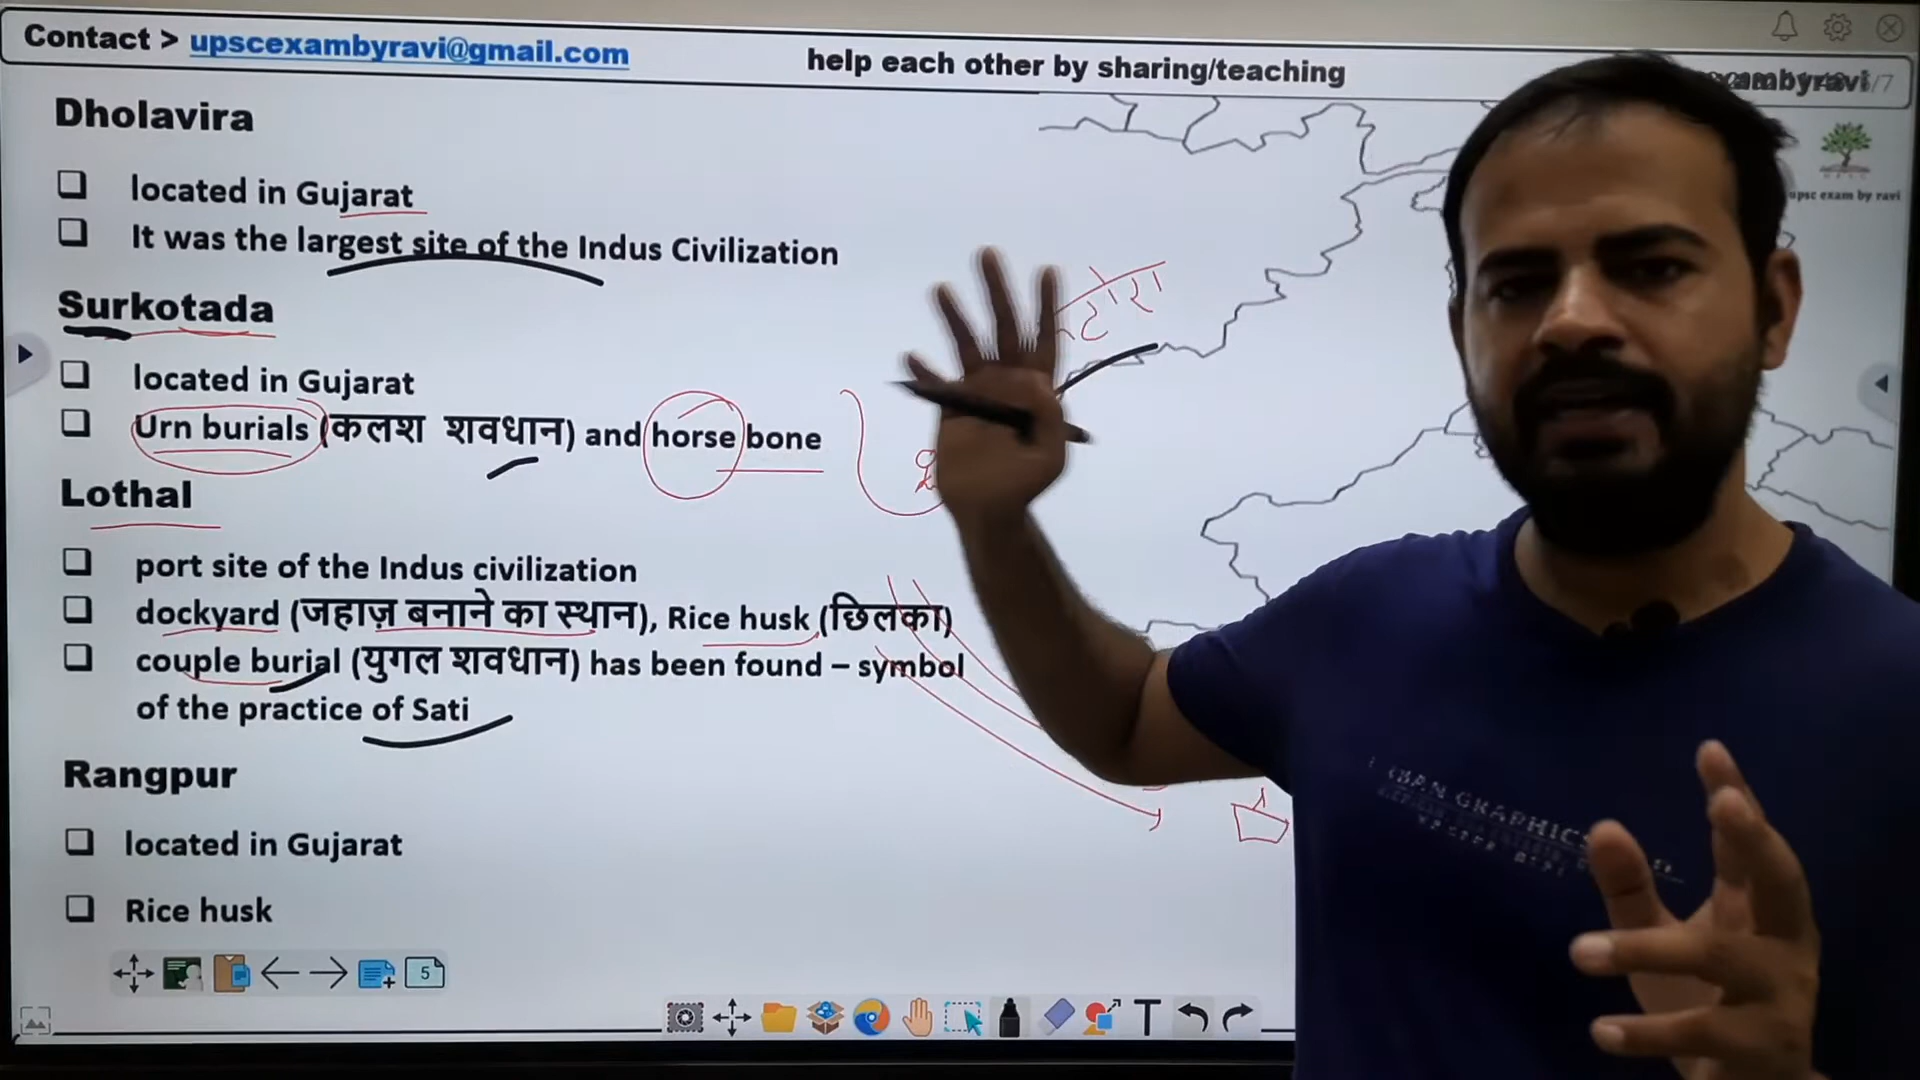 Contact > upscexambyravi@gmail.com
help each other by sharing/teaching
ambyravi
/7
upsc exam by ravi
Dholavira
located in Gujarat
It was the largest site of the Indus Civilization
Surkotada
located in Gujarat
Urn burials (कलश शवधान) and horse bone
Lothal
port site of the Indus civilization
dockyard (जहाज़ बनाने का स्थान), Rice husk (छिलका)
couple burial (युगल शवधान) has been found – symbol
of the practice of Sati
Rangpur
located in Gujarat
Rice husk
5
T